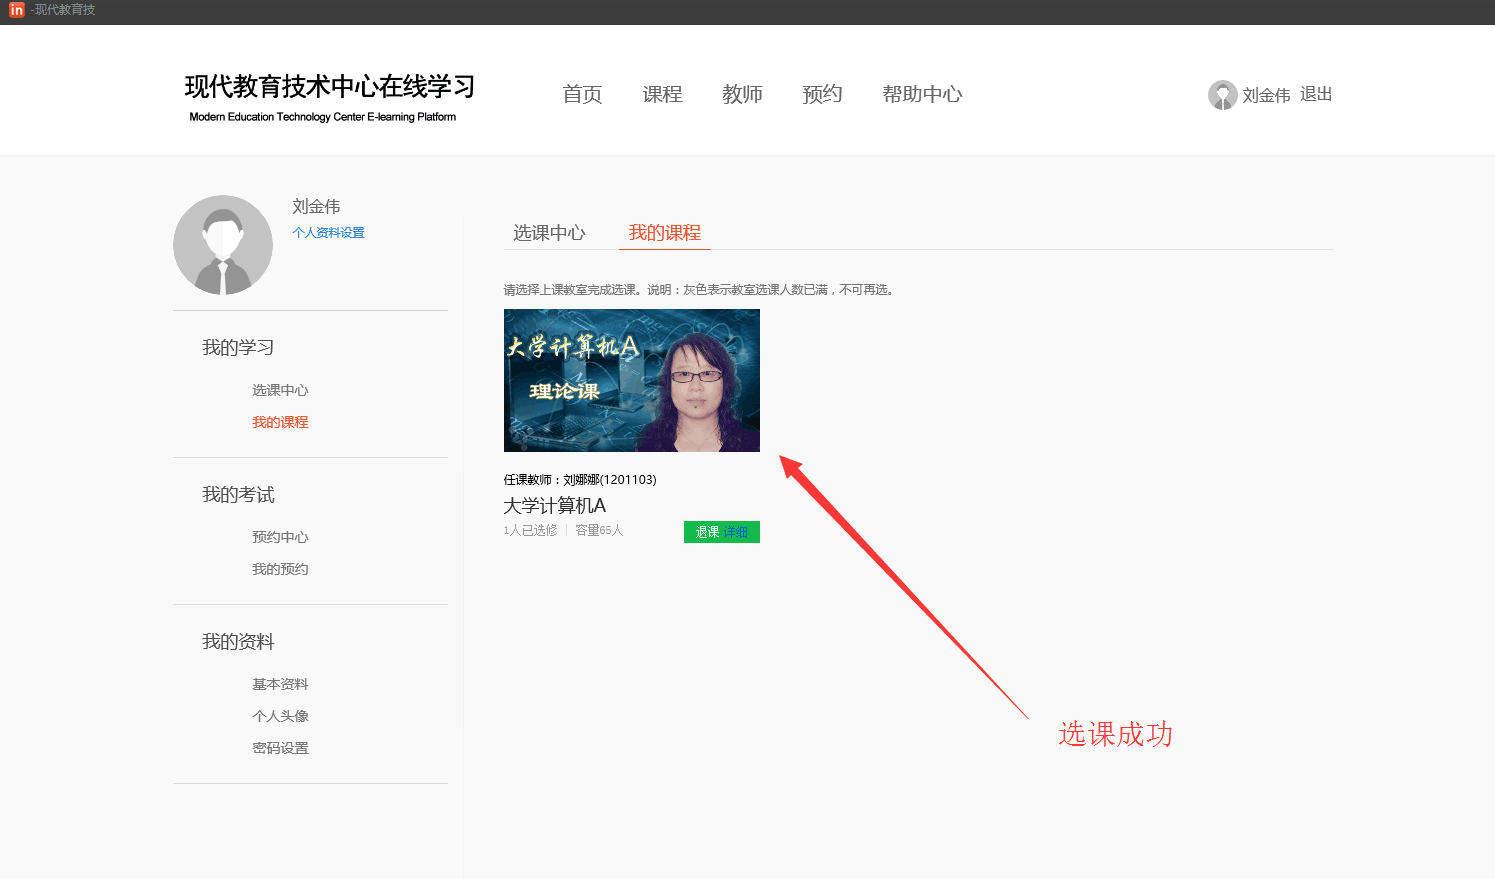 in -现代教育技
现代教育技术中心在线学习
Modern Education Technology Center E-learning Platform
首页 课程 教师 预约 帮助中心
刘金伟 退出
刘金伟
个人资料设置
我的学习
选课中心
我的课程
我的考试
预约中心
我的预约
我的资料
基本资料
个人头像
密码设置
选课中心 我的课程
请选择上课教室完成选课。说明：灰色表示教室选课人数已满，不可再选。
大学计算机A
理论课
任课教师：刘娜娜(1201103)
大学计算机A
1人已选修 | 容量65人 退课 详细
选课成功